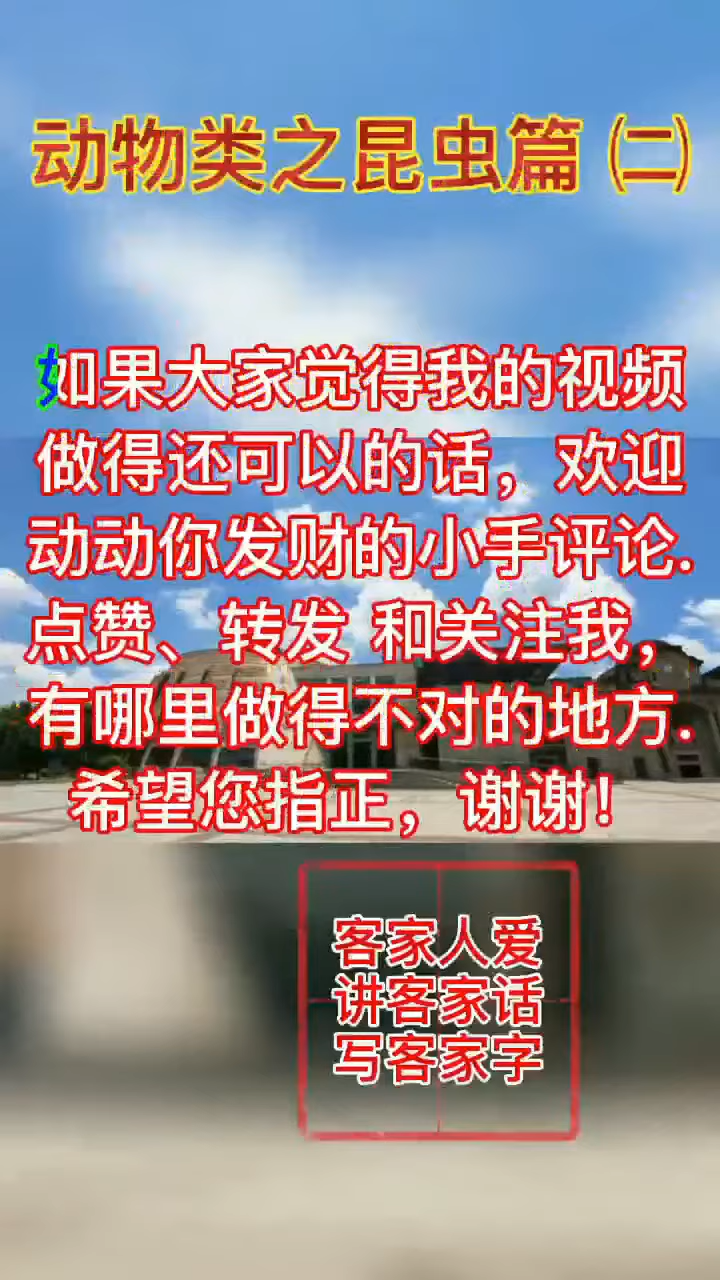 动物类之昆虫篇㈡
如果大家觉得我的视频
做得还可以的话，欢迎
动动你发财的小手评论.
点赞、转发 和关注我，
有哪里做得不对的地方.
希望您指正，谢谢！
客家人爱
讲客家话
写客家字